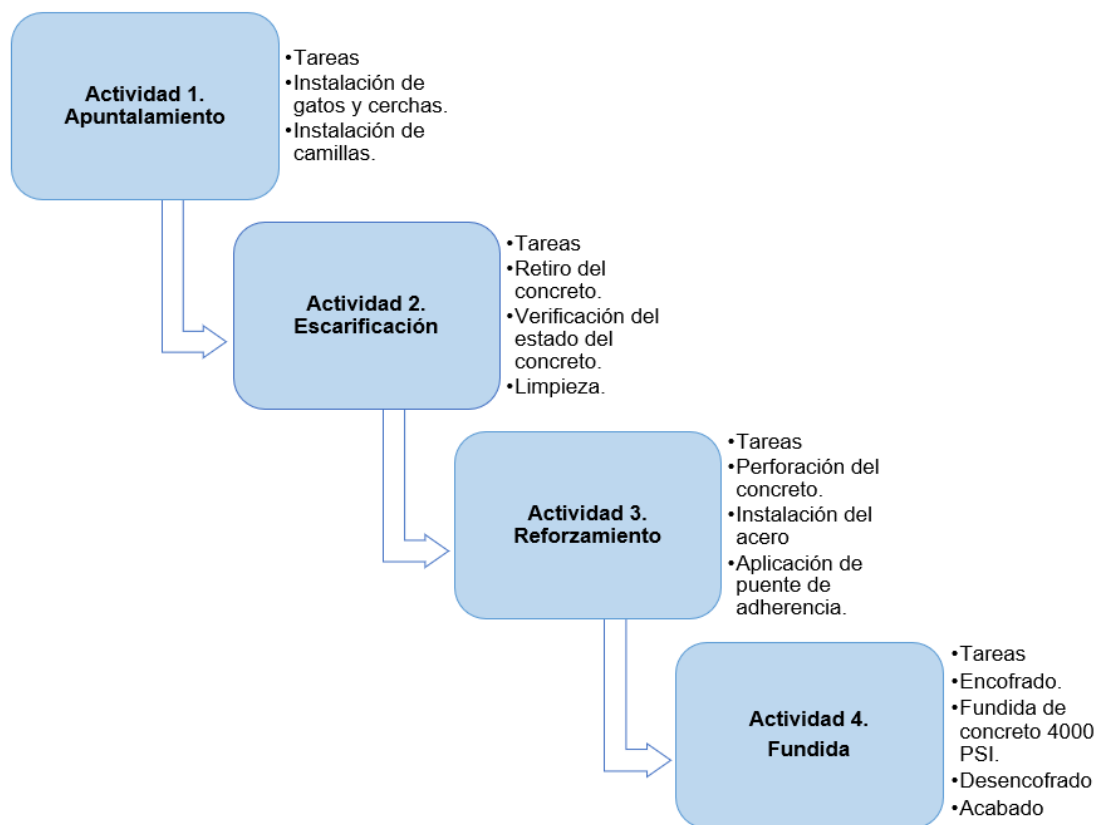 Actividad 1.
Apuntalamiento
•Tareas
•Instalación de
gatos y cerchas.
•Instalación de
camillas.
Actividad 2.
Escarificación
•Tareas
•Retiro del
concreto.
•Verificación del
estado del
concreto.
•Limpieza.
Actividad 3.
Reforzamiento
•Tareas
•Perforación del
concreto.
•Instalación del
acero
•Aplicación de
puente de
adherencia.
Actividad 4.
Fundida
•Tareas
•Encofrado.
•Fundida de
concreto 4000
PSI.
•Desencofrado
•Acabado